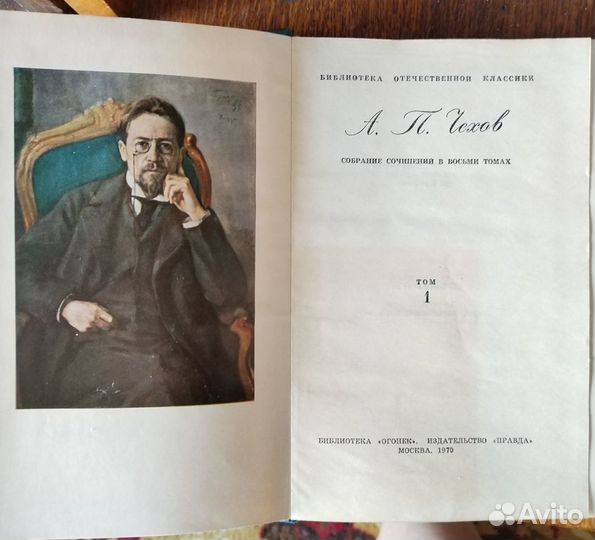 БИБЛИОТЕКА ОТЕЧЕСТВЕННОЙ КЛАССИКИ
А. П. Чехов
СОБРАНИЕ СОЧИНЕНИЙ В ВОСЬМИ ТОМАХ
ТОМ
1
БИБЛИОТЕКА «ОГОНЕК». ИЗДАТЕЛЬСТВО «ПРАВДА»
МОСКВА. 1970
Avito